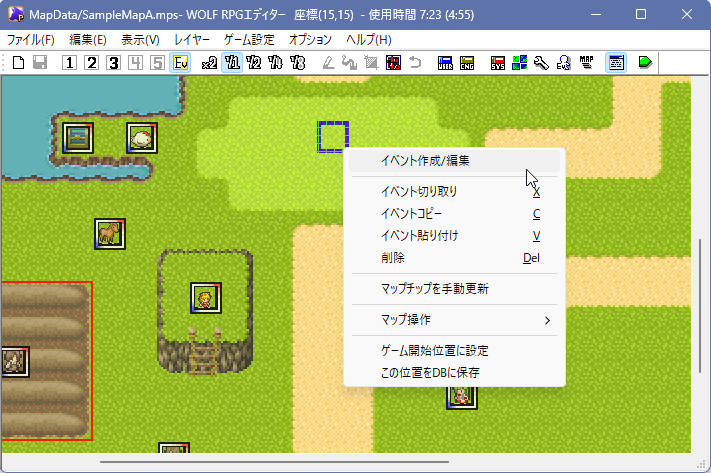 MapData/SampleMapA.mps- WOLF RPGエディター 座標(15,15) - 使用時間 7:23 (4:55)
ファイル(F) 編集(E) 表示(V) レイヤー ゲーム設定 オプション ヘルプ(H)
1 2 3 4 5 Ev x2 1/1 1/2 1/4 1/8 SYS MAP
イベント作成/編集
イベント切り取り X
イベントコピー C
イベント貼り付け V
削除 Del
マップチップを手動更新
マップ操作
ゲーム開始位置に設定
この位置をDBに保存